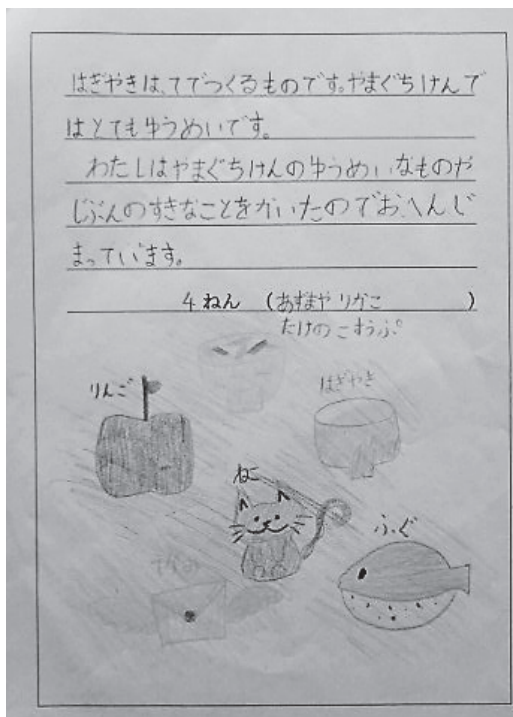 はぎやきは、てでつくるものです。やまぐちけんで
はとてもゆうめいです。
わたしはやまぐちけんのゆうめいなものや
じぶんのすきなことをかいたのでおへんじ
まっています。
4ねん (あずまや りかこ )
たけのこすうぷ
りんご
はぎやき
ねこ
ふぐ
てがみ